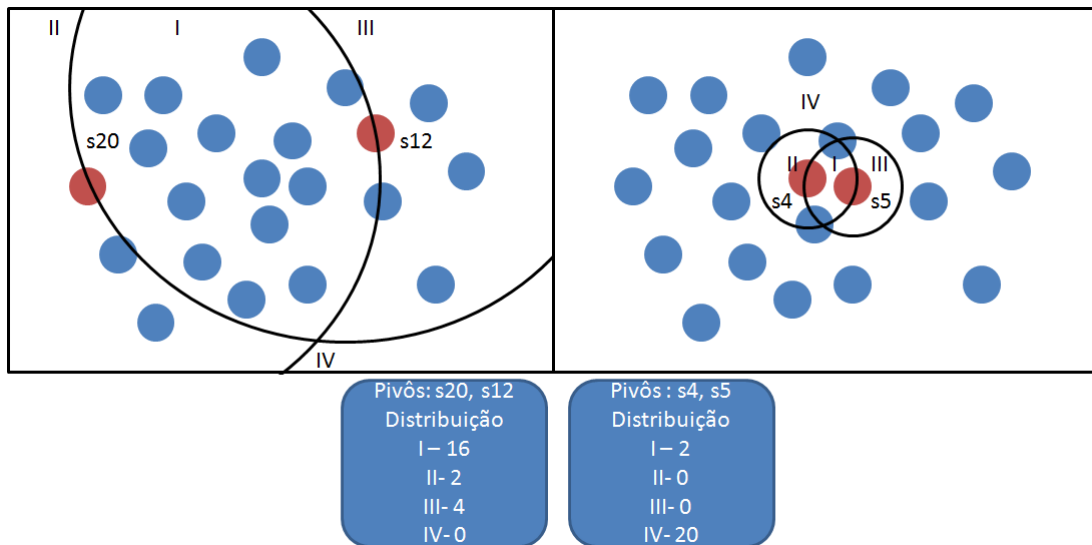 II
I
III
s20
s12
IV
IV
II
I
III
s4
s5
Pivôs: s20, s12
Distribuição
I – 16
II- 2
III- 4
IV- 0
Pivôs : s4, s5
Distribuição
I – 2
II- 0
III- 0
IV- 20